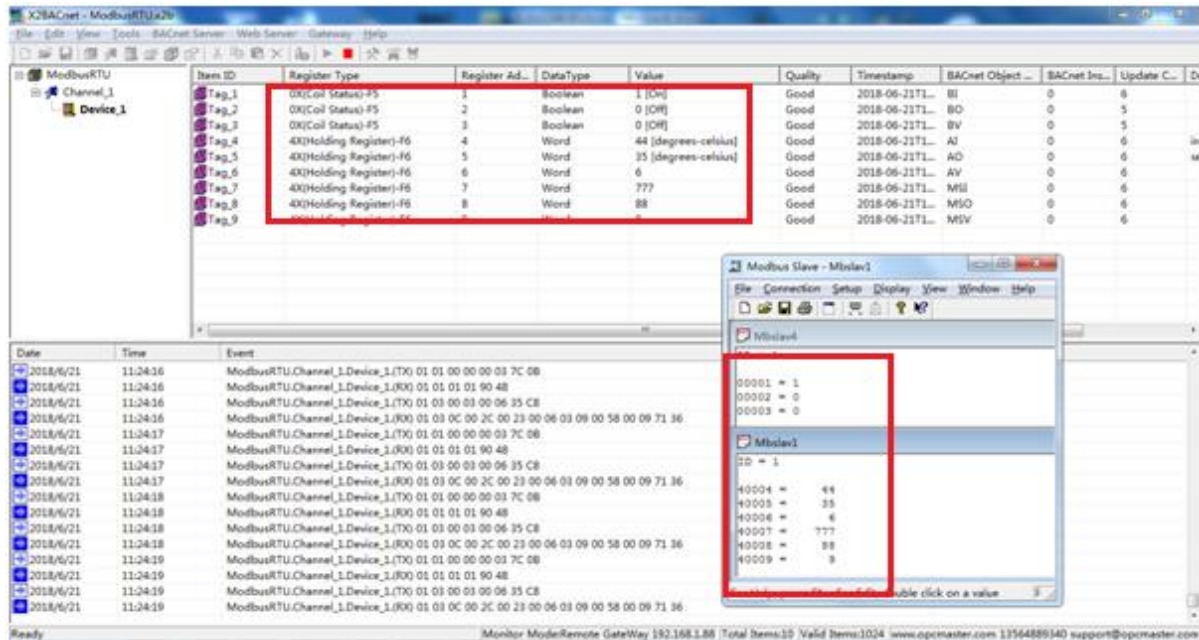 X2BACnet - ModbusRTU.x2b
File Edit View Tools BACnet Server Web Server Gateway Help
ModbusRTU
Channel_1
Device_1
Item ID Register Type Register Ad... DataType Value Quality Timestamp BACnet Object ... BACnet Ins... Update C...
Tag_1 0X(Coil Status)-F5 1 Boolean 1 [On] Good 2018-06-21T1... BI 0 6
Tag_2 0X(Coil Status)-F5 2 Boolean 0 [Off] Good 2018-06-21T1... BO 0 5
Tag_3 0X(Coil Status)-F5 3 Boolean 0 [Off] Good 2018-06-21T1... BV 0 5
Tag_4 4X(Holding Register)-F6 4 Word 44 [degrees-celsius] Good 2018-06-21T1... AI 0 6
Tag_5 4X(Holding Register)-F6 5 Word 35 [degrees-celsius] Good 2018-06-21T1... AO 0 6
Tag_6 4X(Holding Register)-F6 6 Word 6 Good 2018-06-21T1... AV 0 6
Tag_7 4X(Holding Register)-F6 7 Word 777 Good 2018-06-21T1... MSI 0 6
Tag_8 4X(Holding Register)-F6 8 Word 88 Good 2018-06-21T1... MSO 0 6
Tag_9 Good 2018-06-21T1... MSV 0 6
Modbus Slave - Mbslav1
File Connection Setup Display View Window Help
Mbslav4
00001 = 1
00002 = 0
00003 = 0
Mbslav1
ID = 1
40004 = 44
40005 = 35
40006 = 6
40007 = 777
40008 = 88
40009 = 9
double click on a value
Date Time Event
2018/6/21 11:24:16 ModbusRTU.Channel_1.Device_1.(TX) 01 01 00 00 00 03 7C 0B
2018/6/21 11:24:16 ModbusRTU.Channel_1.Device_1.(RX) 01 01 01 01 90 48
2018/6/21 11:24:16 ModbusRTU.Channel_1.Device_1.(TX) 01 03 00 03 00 06 35 C8
2018/6/21 11:24:16 ModbusRTU.Channel_1.Device_1.(RX) 01 03 0C 00 2C 00 23 00 06 03 09 00 58 00 09 71 36
2018/6/21 11:24:17 ModbusRTU.Channel_1.Device_1.(TX) 01 01 00 00 00 03 7C 0B
2018/6/21 11:24:17 ModbusRTU.Channel_1.Device_1.(RX) 01 01 01 01 90 48
2018/6/21 11:24:17 ModbusRTU.Channel_1.Device_1.(TX) 01 03 00 03 00 06 35 C8
2018/6/21 11:24:17 ModbusRTU.Channel_1.Device_1.(RX) 01 03 0C 00 2C 00 23 00 06 03 09 00 58 00 09 71 36
2018/6/21 11:24:18 ModbusRTU.Channel_1.Device_1.(TX) 01 01 00 00 00 03 7C 0B
2018/6/21 11:24:18 ModbusRTU.Channel_1.Device_1.(RX) 01 01 01 01 90 48
2018/6/21 11:24:18 ModbusRTU.Channel_1.Device_1.(TX) 01 03 00 03 00 06 35 C8
2018/6/21 11:24:18 ModbusRTU.Channel_1.Device_1.(RX) 01 03 0C 00 2C 00 23 00 06 03 09 00 58 00 09 71 36
2018/6/21 11:24:19 ModbusRTU.Channel_1.Device_1.(TX) 01 01 00 00 00 03 7C 0B
2018/6/21 11:24:19 ModbusRTU.Channel_1.Device_1.(RX) 01 01 01 01 90 48
2018/6/21 11:24:19 ModbusRTU.Channel_1.Device_1.(TX) 01 03 00 03 00 06 35 C8
2018/6/21 11:24:19 ModbusRTU.Channel_1.Device_1.(RX) 01 03 0C 00 2C 00 23 00 06 03 09 00 58 00 09 71 36
Ready Monitor Mode:Remote GateWay 192.168.1.88 Total Items:10 Valid Items:1024 www.opcmaster.com 13564889340 support@opcmaster.com